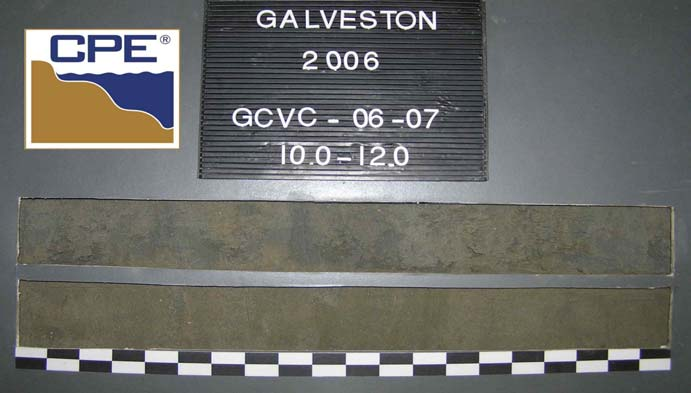 CPE®
GALVESTON
2006
GCVC - 06-07
10.0-12.0